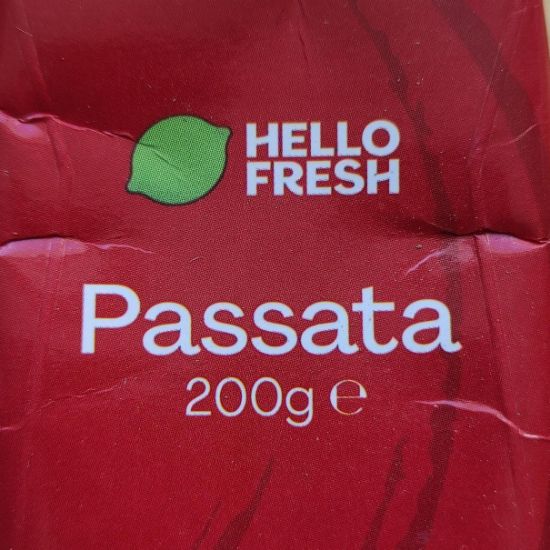 HELLO
FRESH
Passata
200g ℮